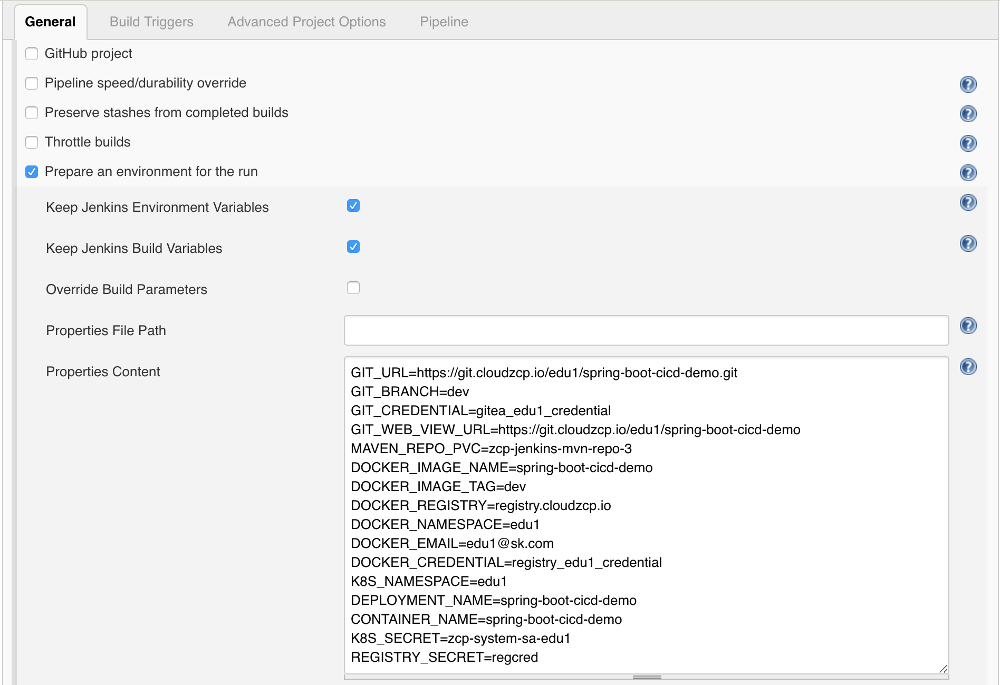 General Build Triggers Advanced Project Options Pipeline
GitHub project
Pipeline speed/durability override
Preserve stashes from completed builds
Throttle builds
Prepare an environment for the run
Keep Jenkins Environment Variables
Keep Jenkins Build Variables
Override Build Parameters
Properties File Path
Properties Content
GIT_URL=https://git.cloudzcp.io/edu1/spring-boot-cicd-demo.git
GIT_BRANCH=dev
GIT_CREDENTIAL=gitea_edu1_credential
GIT_WEB_VIEW_URL=https://git.cloudzcp.io/edu1/spring-boot-cicd-demo
MAVEN_REPO_PVC=zcp-jenkins-mvn-repo-3
DOCKER_IMAGE_NAME=spring-boot-cicd-demo
DOCKER_IMAGE_TAG=dev
DOCKER_REGISTRY=registry.cloudzcp.io
DOCKER_NAMESPACE=edu1
DOCKER_EMAIL=edu1@sk.com
DOCKER_CREDENTIAL=registry_edu1_credential
K8S_NAMESPACE=edu1
DEPLOYMENT_NAME=spring-boot-cicd-demo
CONTAINER_NAME=spring-boot-cicd-demo
K8S_SECRET=zcp-system-sa-edu1
REGISTRY_SECRET=regcred